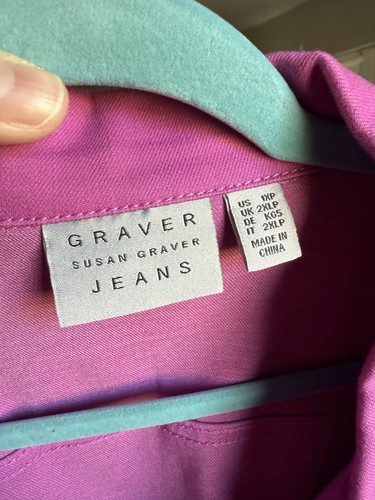 GRAVER
SUSAN GRAVER
JEANS
US 1XP
UK 2XLP
DE KGS
IT 2XLP
MADE IN
CHINA